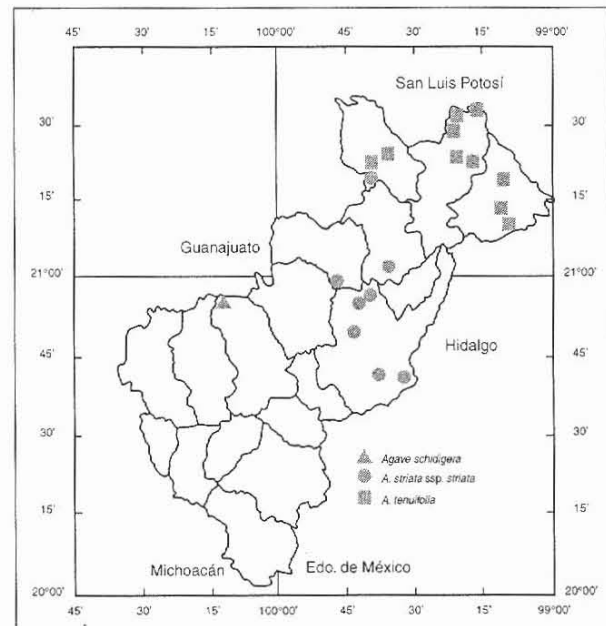 45' 30' 15' 100°00' 45' 30' 15' 99°00'
San Luis Potosí
30' 30'
15' 15'
Guanajuato
21°00' 21°00'
Hidalgo
45' 45'
30' 30'
Agave schidigera
A. striata ssp. striata
A. tenuifolia
15' 15'
Michoacán Edo. de México
20°00' 20°00'
45' 30' 15' 100°00' 45' 30' 15' 99°00'